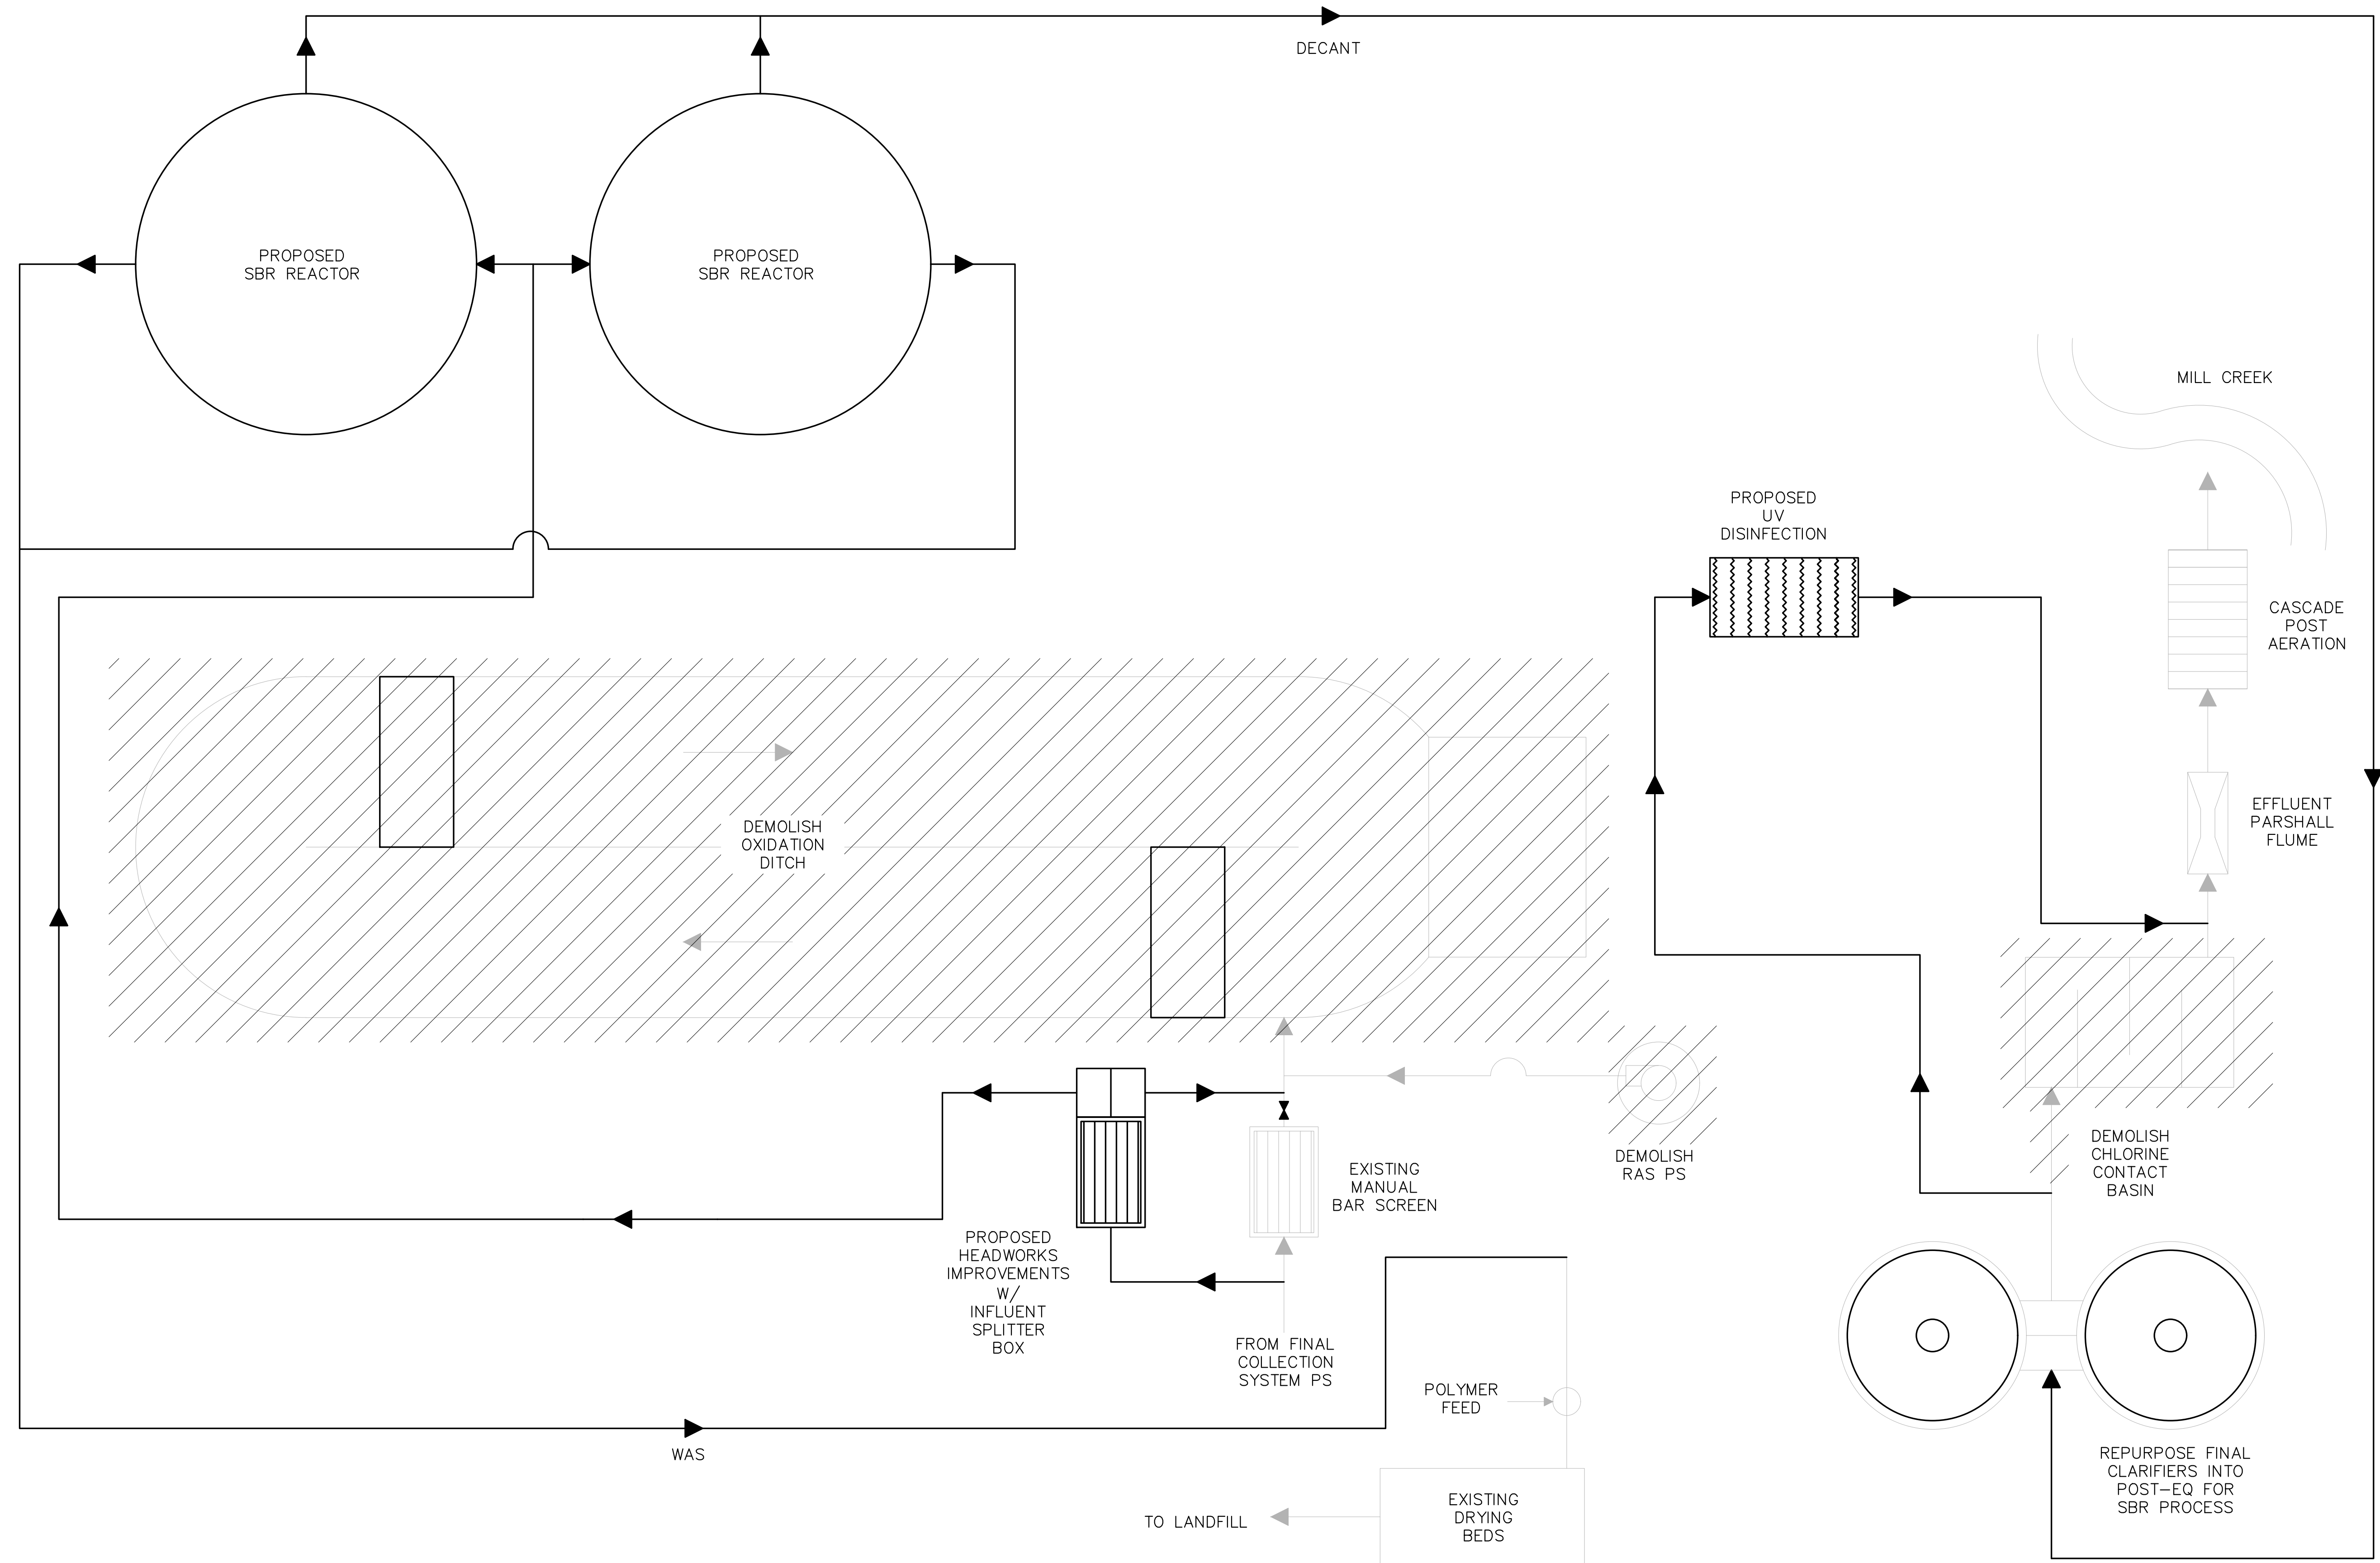 DECANT
PROPOSED
SBR REACTOR
PROPOSED
SBR REACTOR
MILL CREEK
PROPOSED
UV
DISINFECTION
CASCADE
POST
AERATION
EFFLUENT
PARSHALL
FLUME
DEMOLISH
OXIDATION
DITCH
DEMOLISH
RAS PS
DEMOLISH
CHLORINE
CONTACT
BASIN
EXISTING
MANUAL
BAR SCREEN
PROPOSED
HEADWORKS
IMPROVEMENTS
W/
INFLUENT
SPLITTER
BOX
FROM FINAL
COLLECTION
SYSTEM PS
POLYMER
FEED
WAS
REPURPOSE FINAL
CLARIFIERS INTO
POST-EQ FOR
SBR PROCESS
TO LANDFILL
EXISTING
DRYING
BEDS